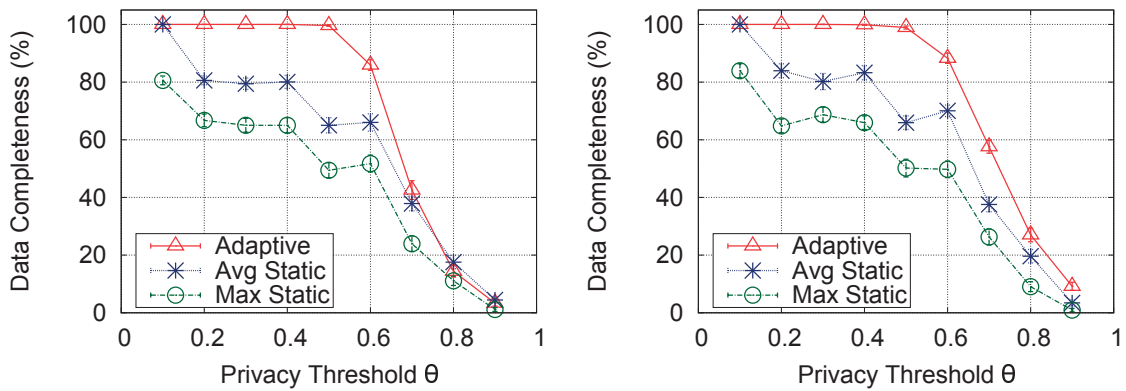 Data Completeness (%)
100
80
60
40
20
0
Adaptive
Avg Static
Max Static
0 0.2 0.4 0.6 0.8 1
Privacy Threshold θ
Data Completeness (%)
100
80
60
40
20
0
Adaptive
Avg Static
Max Static
0 0.2 0.4 0.6 0.8 1
Privacy Threshold θ